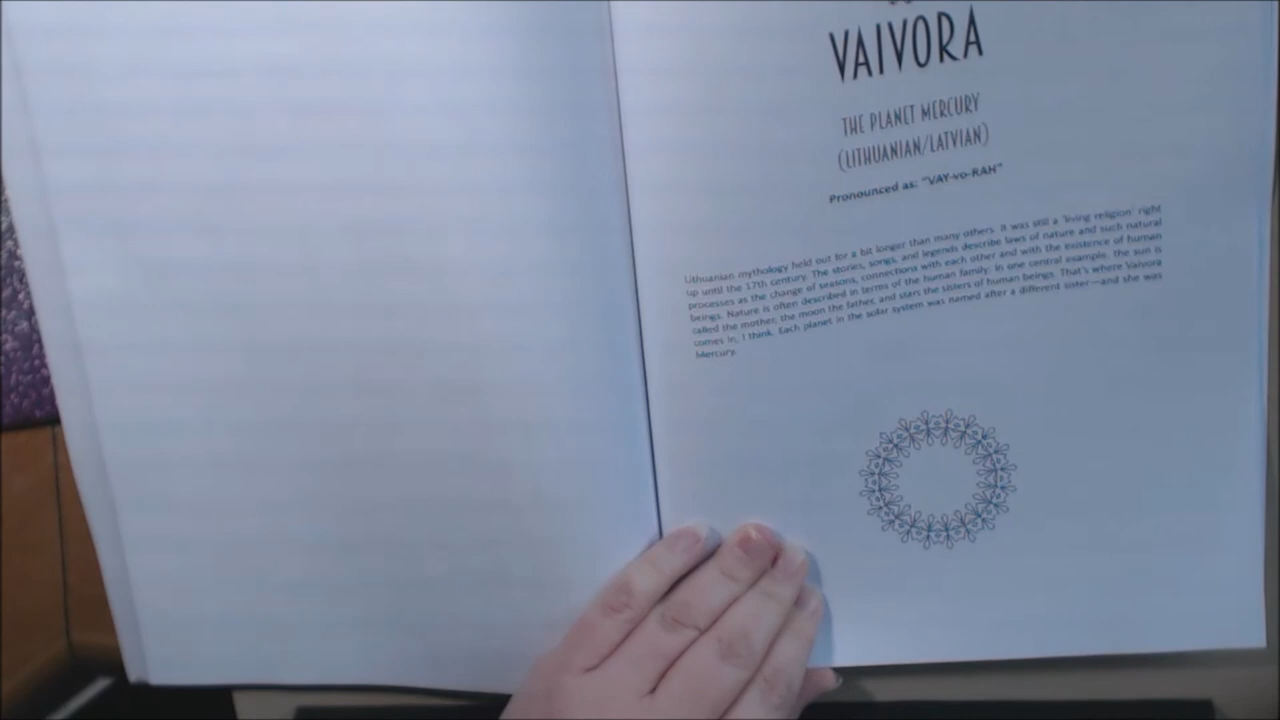 VAIVORA
THE PLANET MERCURY
(LITHUANIAN/LATVIAN)
Pronounced as: "VAY-vo-RAH"
Lithuanian mythology held out for a bit longer than many others. It was still a 'living religion' right
up until the 17th century. The stories, songs, and legends describe laws of nature and such natural
processes as the change of seasons, connections with each other and with the existence of human
beings. Nature is often described in terms of the human family. In one central example, the sun is
called the mother, the moon the father, and stars the sisters of human beings. That's where Vaivora
comes in, I think. Each planet in the solar system was named after a different sister—and she was
Mercury.